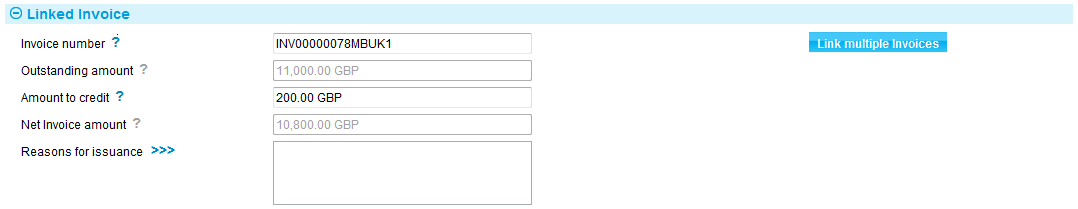 Linked Invoice
Invoice number ? INV00000078MBUK1 Link multiple Invoices
Outstanding amount ? 11,000.00 GBP
Amount to credit ? 200.00 GBP
Net Invoice amount ? 10,800.00 GBP
Reasons for issuance >>>